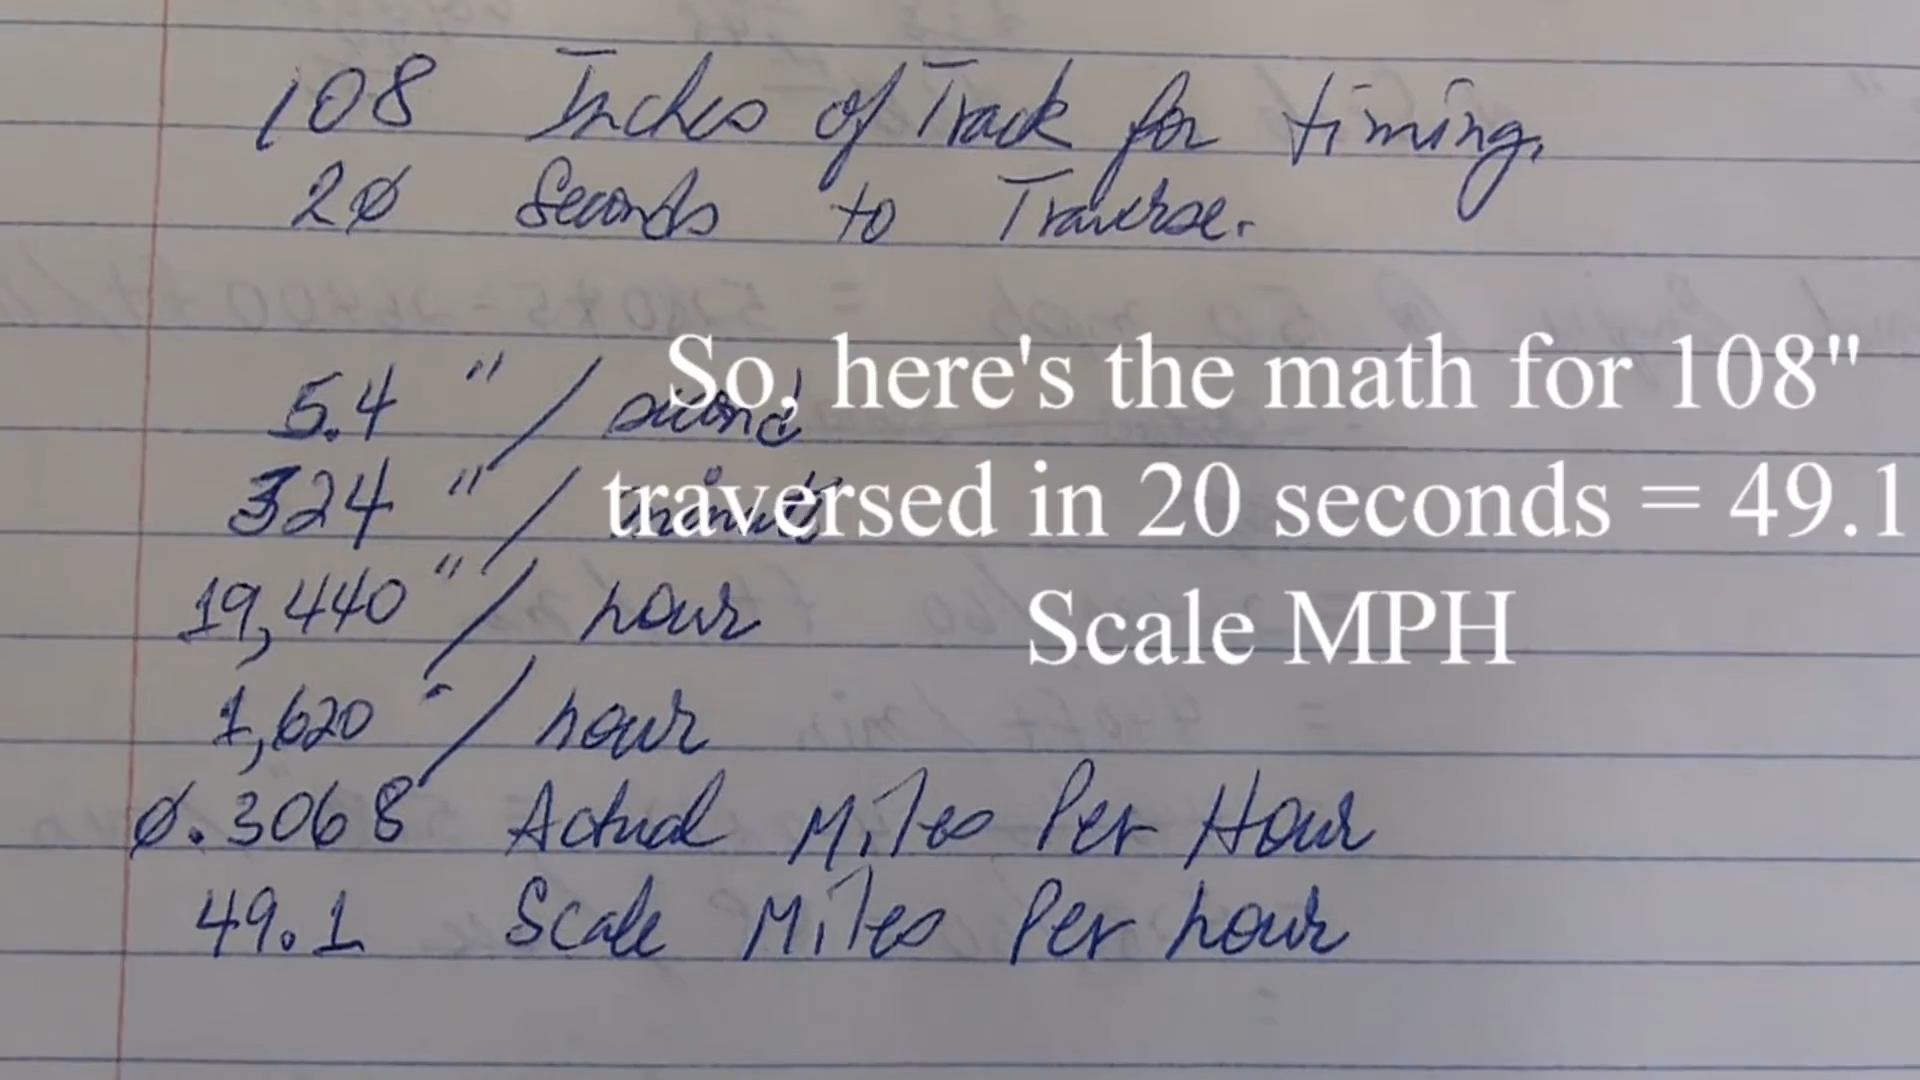 108 Inches of Track for timing.
20 Seconds to Traverse.
5.4 "/second
324 "/minute
19,440 "/hour
1,620 '/hour
0.3068 Actual Miles Per Hour
49.1 Scale Miles Per hour
So, here's the math for 108"
traversed in 20 seconds = 49.1
Scale MPH